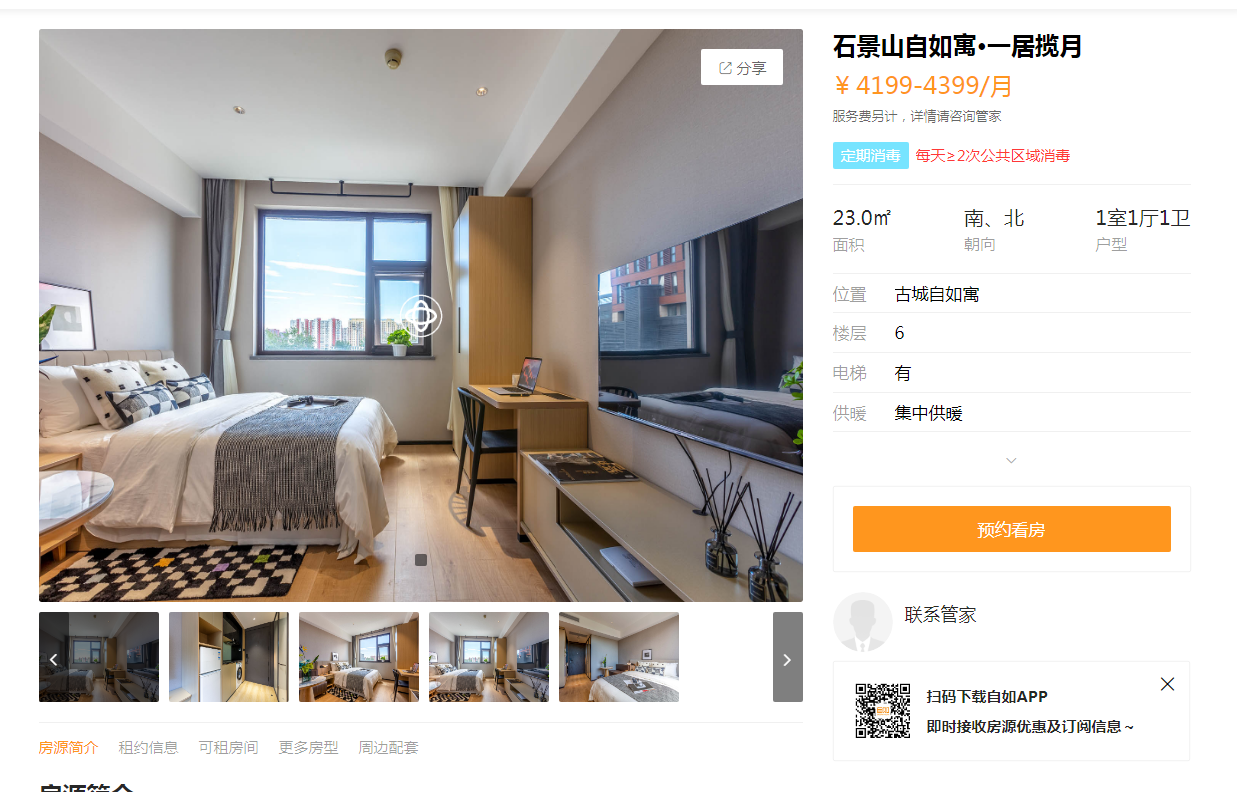 分享
石景山自如寓•一居揽月
¥ 4199-4399/月
服务费另计，详情请咨询管家
定期消毒 每天≥2次公共区域消毒
23.0㎡ 南、北 1室1厅1卫
面积 朝向 户型
位置 古城自如寓
楼层 6
电梯 有
供暖 集中供暖
预约看房
联系管家
扫码下载自如APP
即时接收房源优惠及订阅信息～
房源简介 租约信息 可租房间 更多房型 周边配套
房源简介